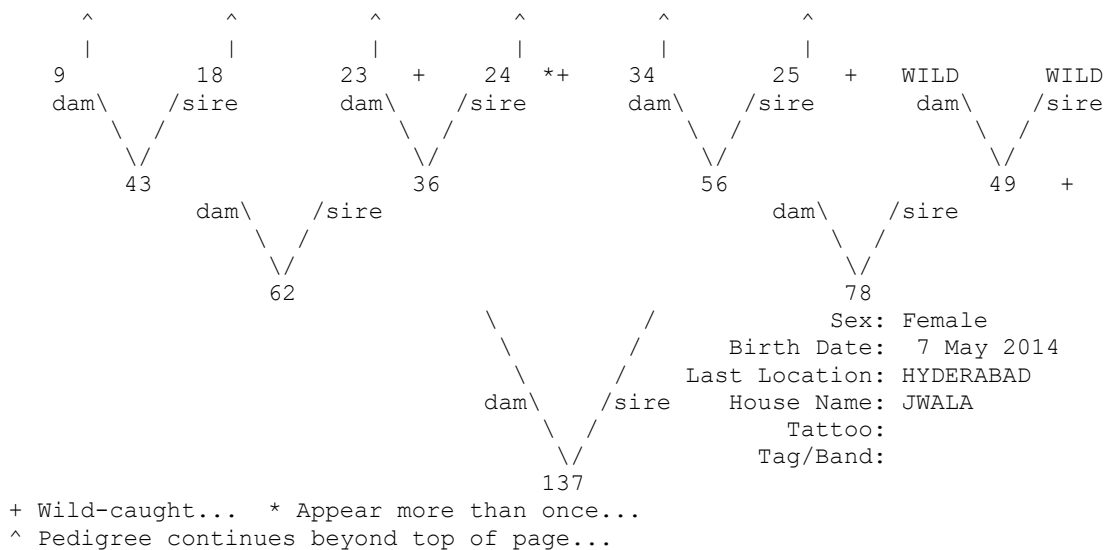 ^ ^ ^ ^ ^ ^
| | | | | |
9 18 23 + 24 *+ 34 25 + WILD WILD
dam\ /sire dam\ /sire dam\ /sire dam\ /sire
\ / \ / \ / \ /
\/ \/ \/ \/
43 36 56 49 +
dam\ /sire dam\ /sire
\ / \ /
\/ \/
62 78
\ / Sex: Female
\ / Birth Date: 7 May 2014
\ / Last Location: HYDERABAD
dam\ /sire House Name: JWALA
\ / Tattoo:
\/ Tag/Band:
137
+ Wild-caught... * Appear more than once...
^ Pedigree continues beyond top of page...